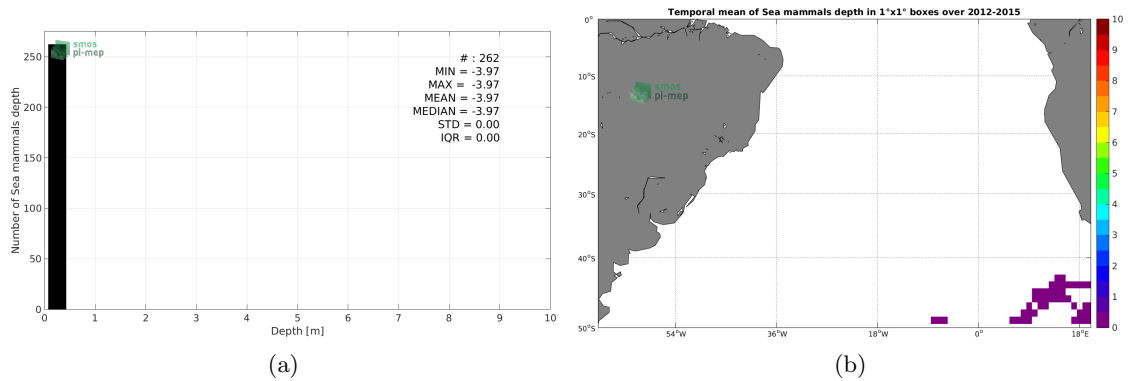 smos
pi-mep
# : 262
MIN = -3.97
MAX = -3.97
MEAN = -3.97
MEDIAN = -3.97
STD = 0.00
IQR = 0.00
250
200
150
100
50
0
Number of Sea mammals depth
0 1 2 3 4 5 6 7 8 9 10
Depth [m]
(a)
Temporal mean of Sea mammals depth in 1°x1° boxes over 2012-2015
smos
pi-mep
0°
10°S
20°S
30°S
40°S
50°S
54°W 36°W 18°W 0° 18°E
10
9
8
7
6
5
4
3
2
1
0
(b)